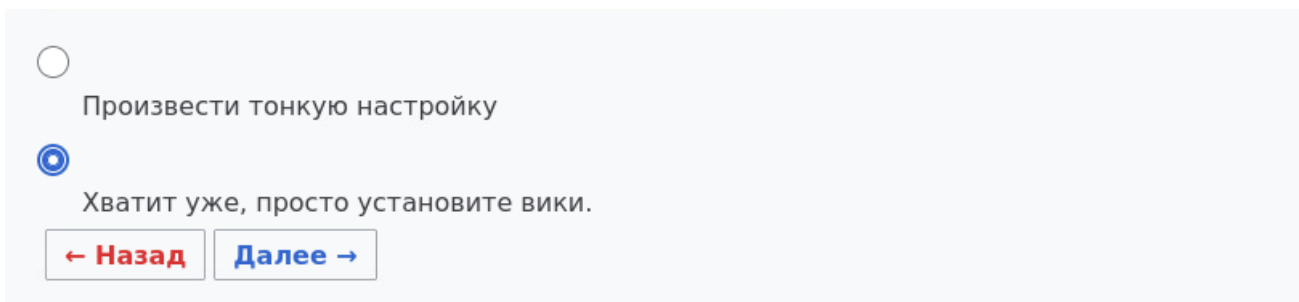 Произвести тонкую настройку
Хватит уже, просто установите вики.
← Назад Далее →